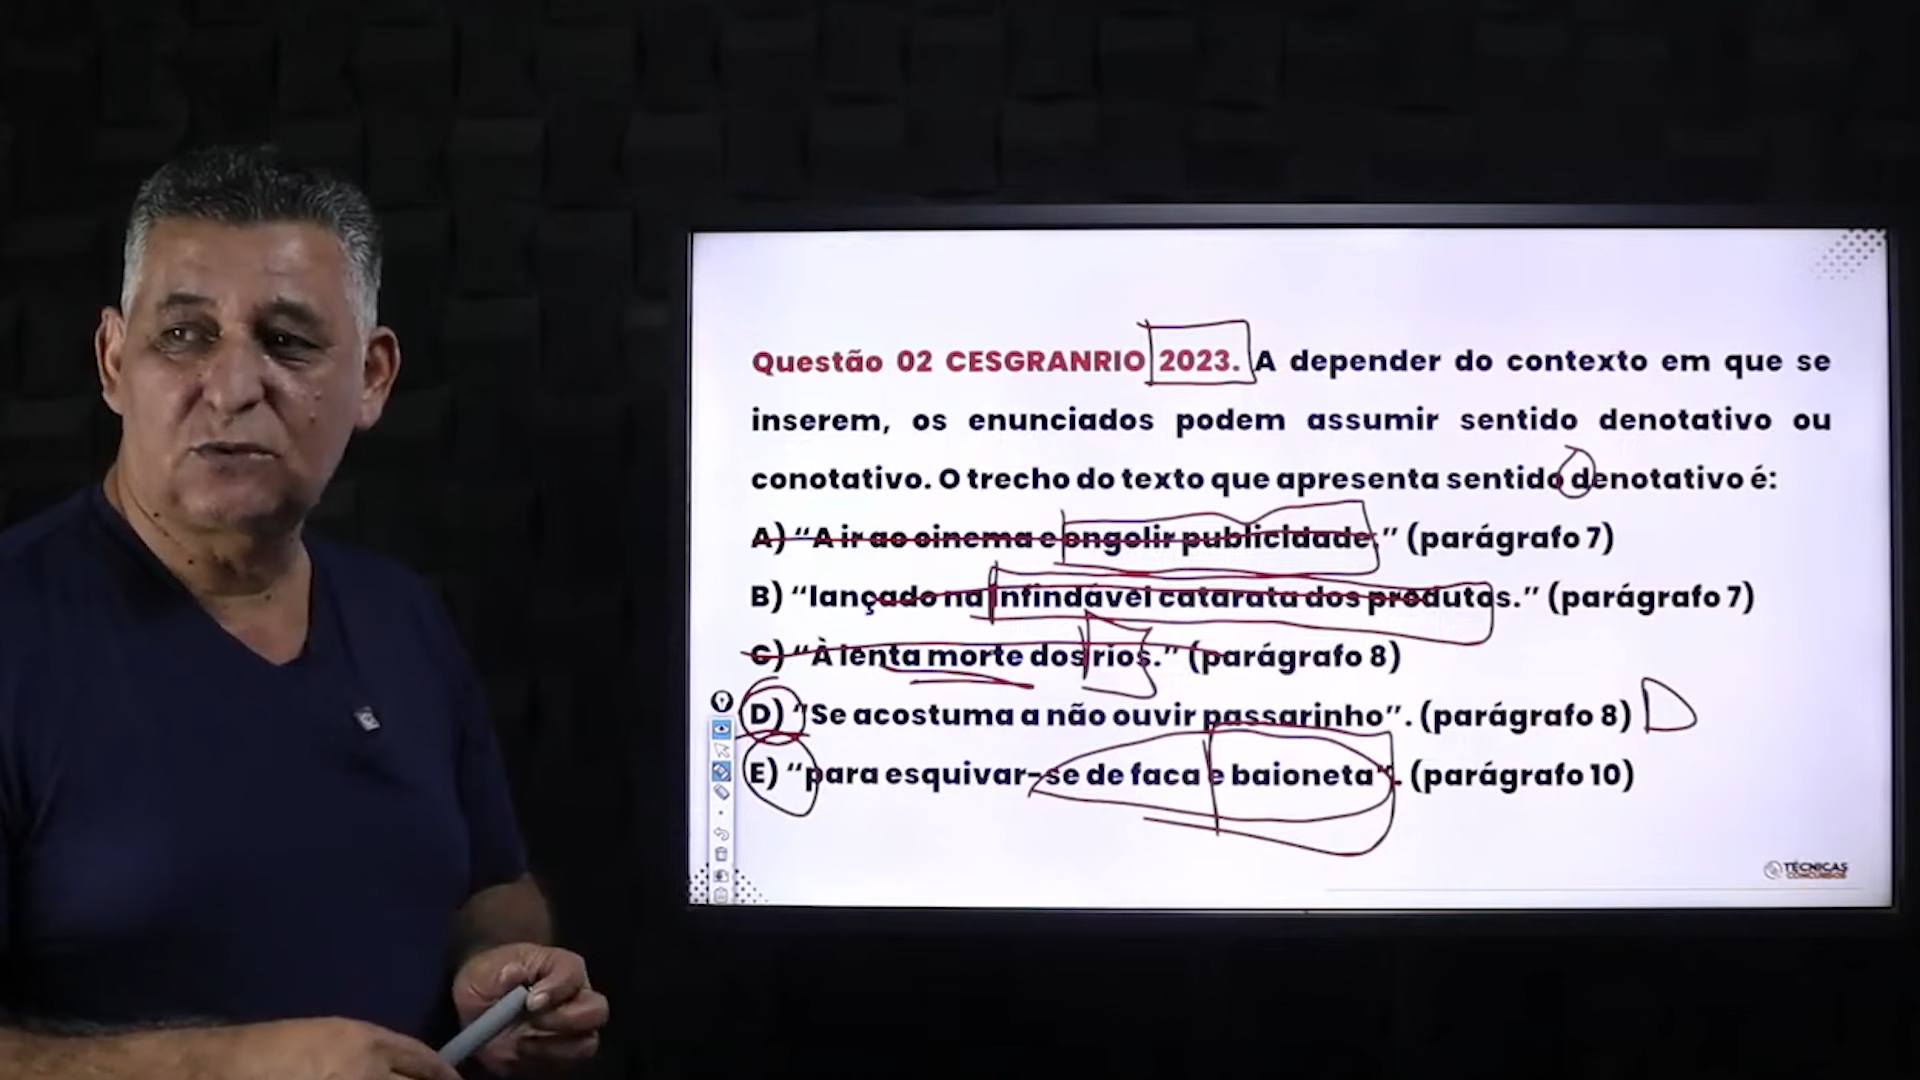 Questão 02 CESGRANRIO 2023. A depender do contexto em que se
inserem, os enunciados podem assumir sentido denotativo ou
conotativo. O trecho do texto que apresenta sentido denotativo é:
A) “A ir ao cinema e engolir publicidade.” (parágrafo 7)
B) “lançado na infindável catarata dos produtos.” (parágrafo 7)
C) “À lenta morte dos rios.” (parágrafo 8)
D) “Se acostuma a não ouvir passarinho”. (parágrafo 8) D
E) “para esquivar-se de faca e baioneta”. (parágrafo 10)
TÉCNICAS
CONCURSOS